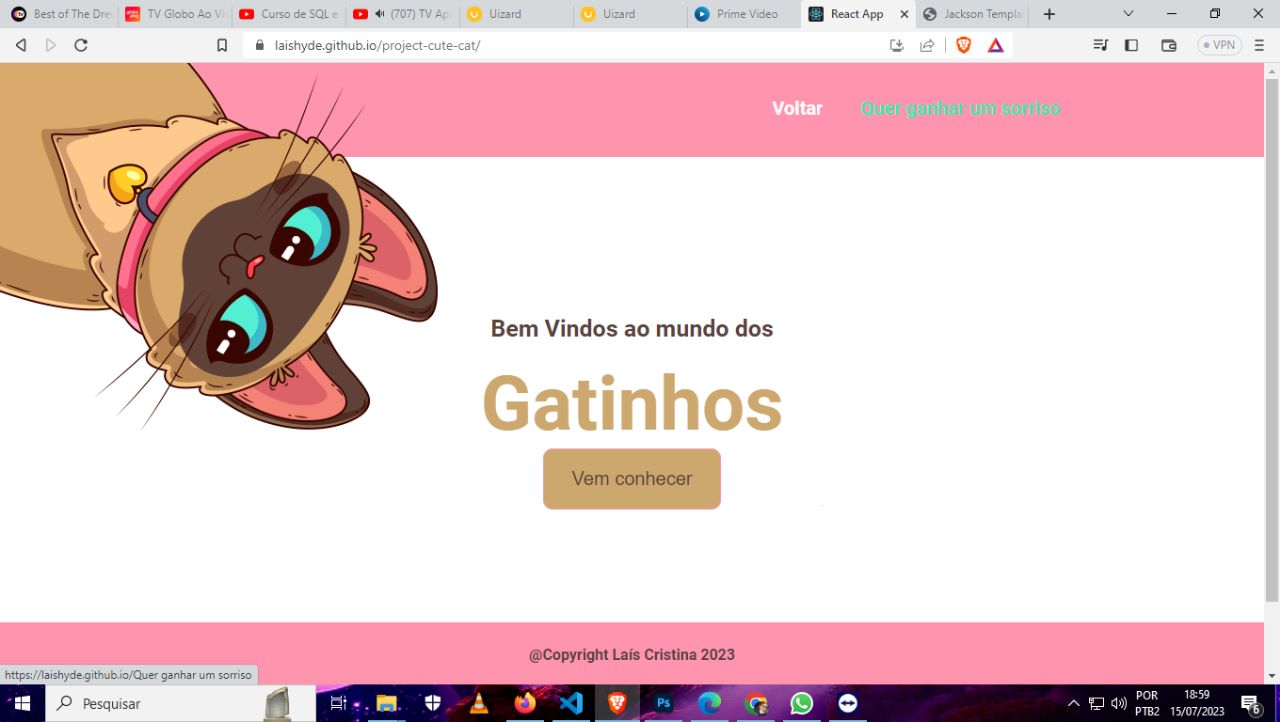 Best of The Dre
TV Globo Ao Vi
Curso de SQL e
(707) TV Ap
Uizard
Uizard
Prime Video
React App
Jackson Templa
laishyde.github.io/project-cute-cat/
VPN
Voltar
Quer ganhar um sorriso
Bem Vindos ao mundo dos
Gatinhos
Vem conhecer
@Copyright Laís Cristina 2023
https://laishyde.github.io/Quer ganhar um sorriso
Pesquisar
Ps
POR
PTB2
18:59
15/07/2023
6